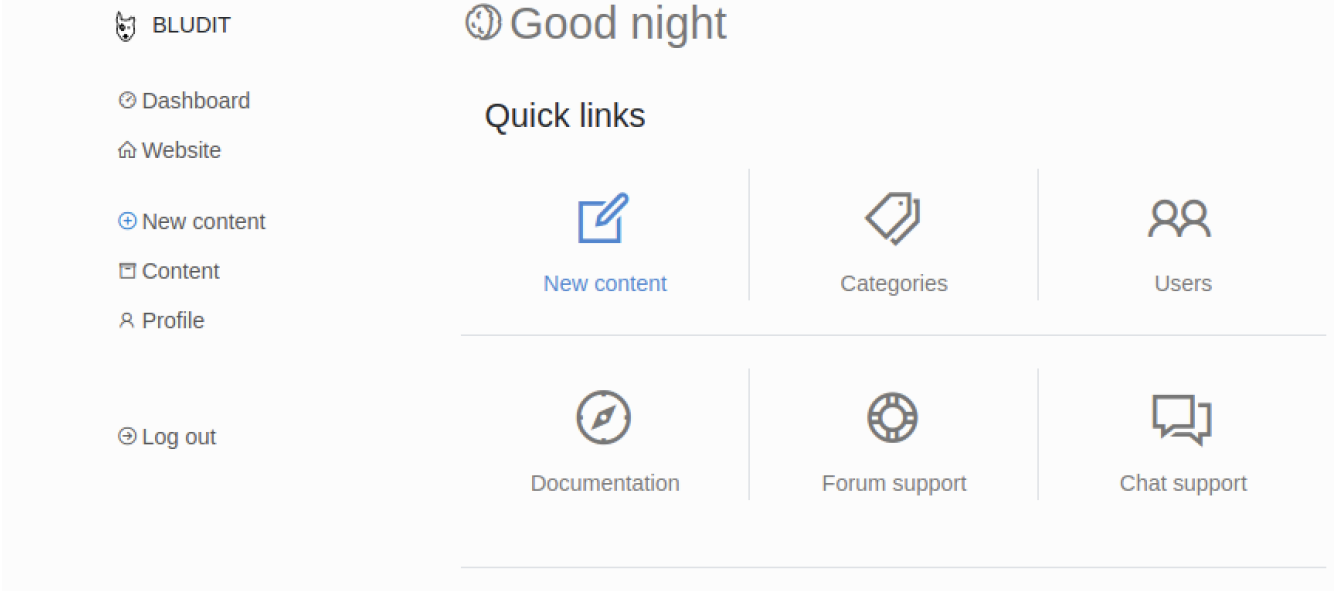 BLUDIT
Dashboard
Website
New content
Content
Profile
Log out
Good night
Quick links
New content
Categories
Users
Documentation
Forum support
Chat support